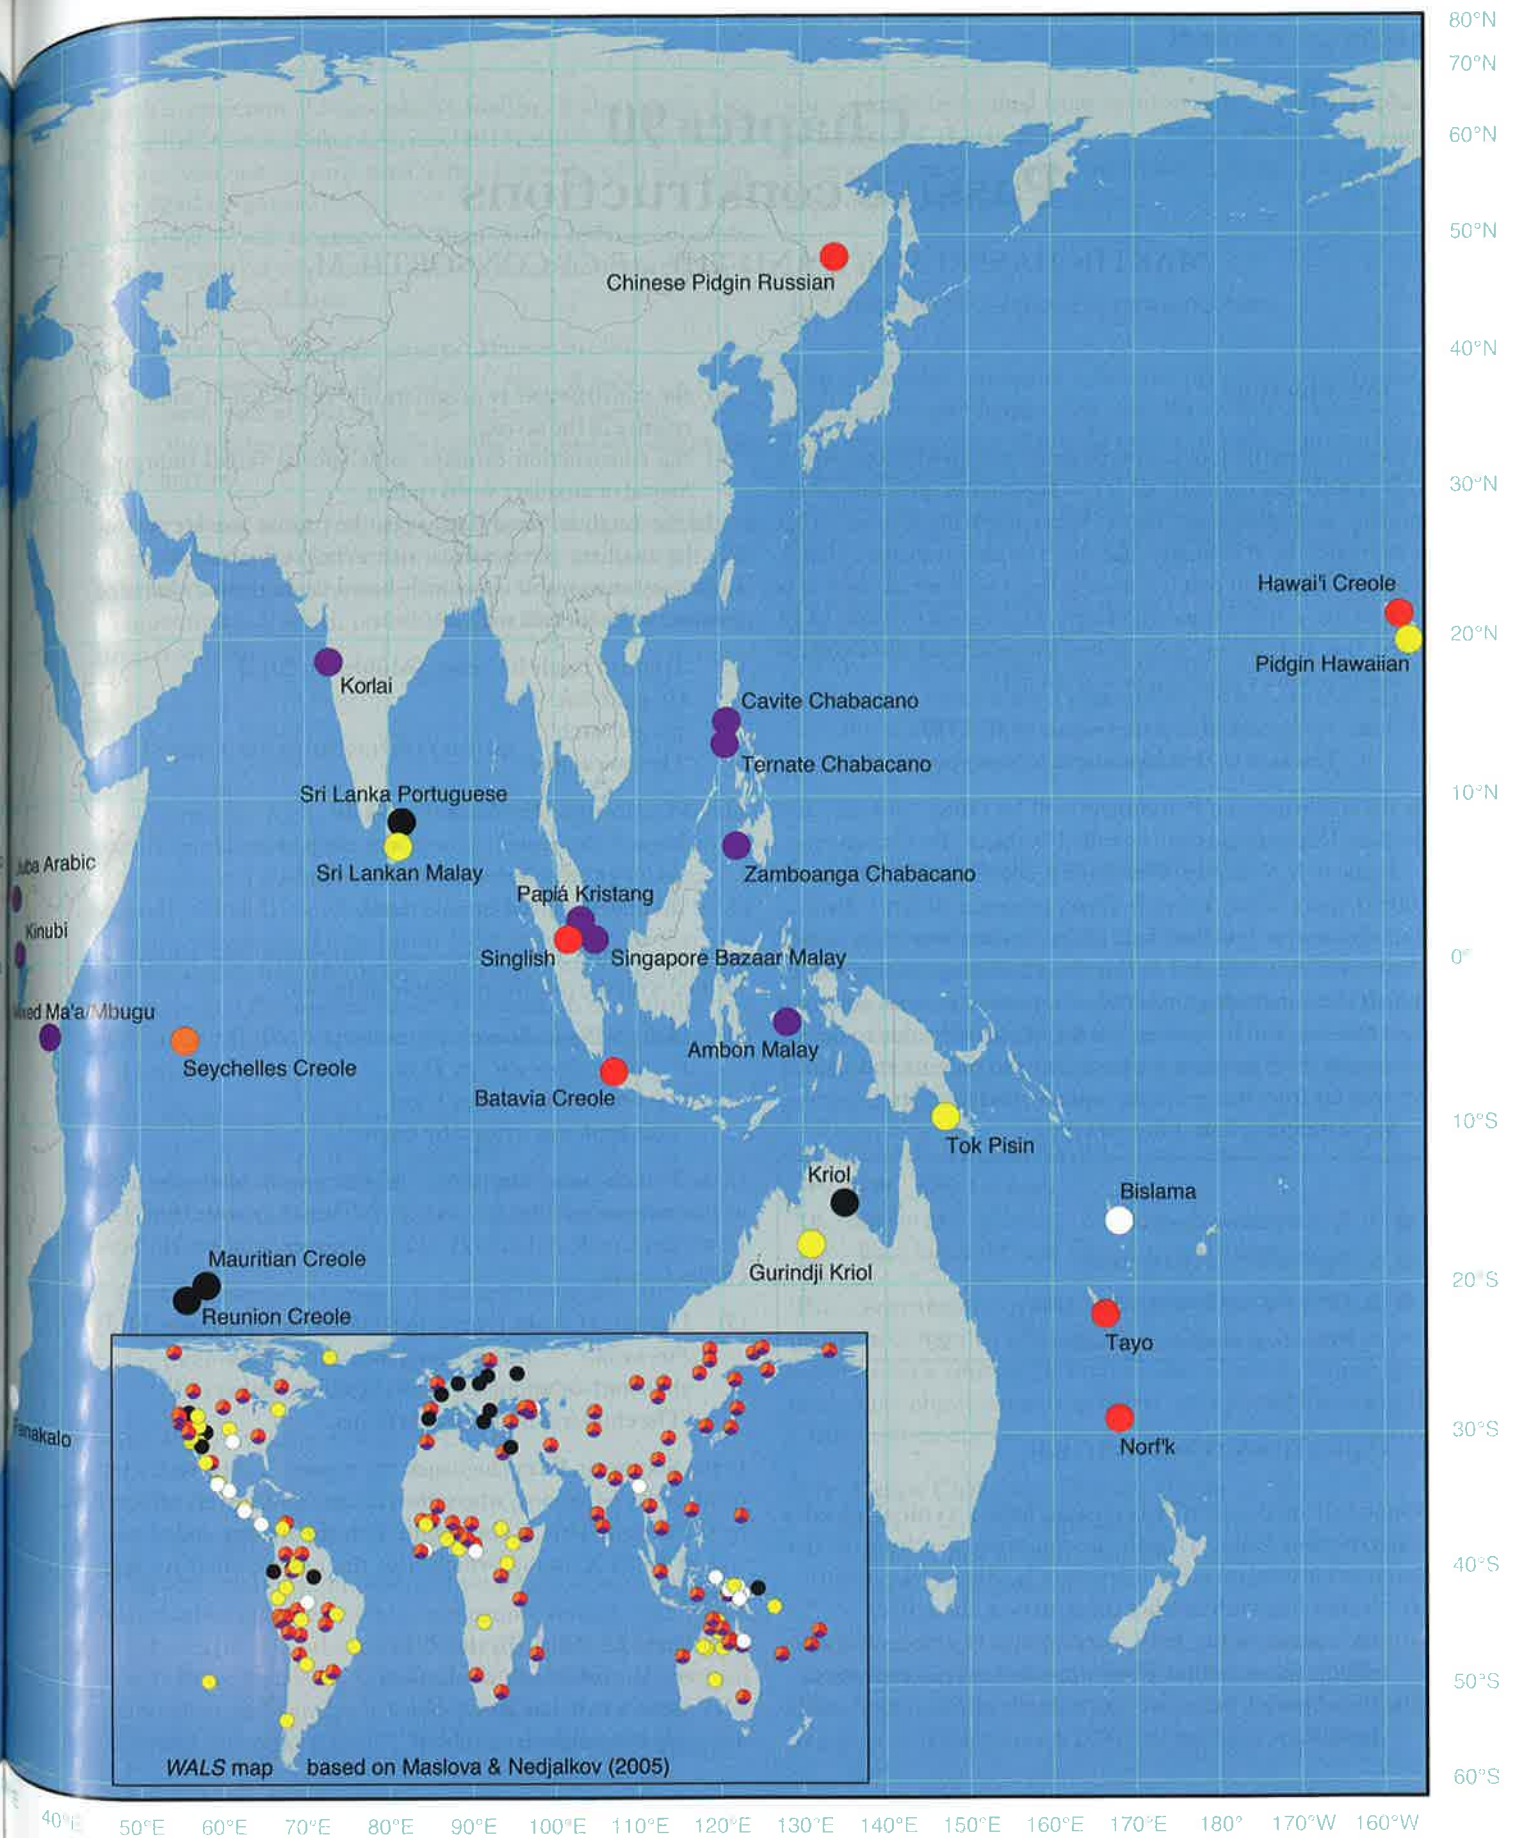 80°N
70°N
60°N
50°N
Chinese Pidgin Russian
40°N
30°N
Hawai'i Creole
20°N
Pidgin Hawaiian
Korlai
Cavite Chabacano
Ternate Chabacano
Sri Lanka Portuguese
10°N
Juba Arabic
Sri Lankan Malay
Zamboanga Chabacano
Papiá Kristang
Kinubi
Singlish
Singapore Bazaar Malay
0°
Mixed Ma'a/Mbugu
Ambon Malay
Seychelles Creole
Batavia Creole
10°S
Tok Pisin
Kriol
Bislama
Mauritian Creole
Gurindji Kriol
20°S
Reunion Creole
Tayo
Fanakalo
30°S
Norf'k
40°S
50°S
WALS map based on Maslova & Nedjalkov (2005)
60°S
40°E 50°E 60°E 70°E 80°E 90°E 100°E 110°E 120°E 130°E 140°E 150°E 160°E 170°E 180° 170°W 160°W